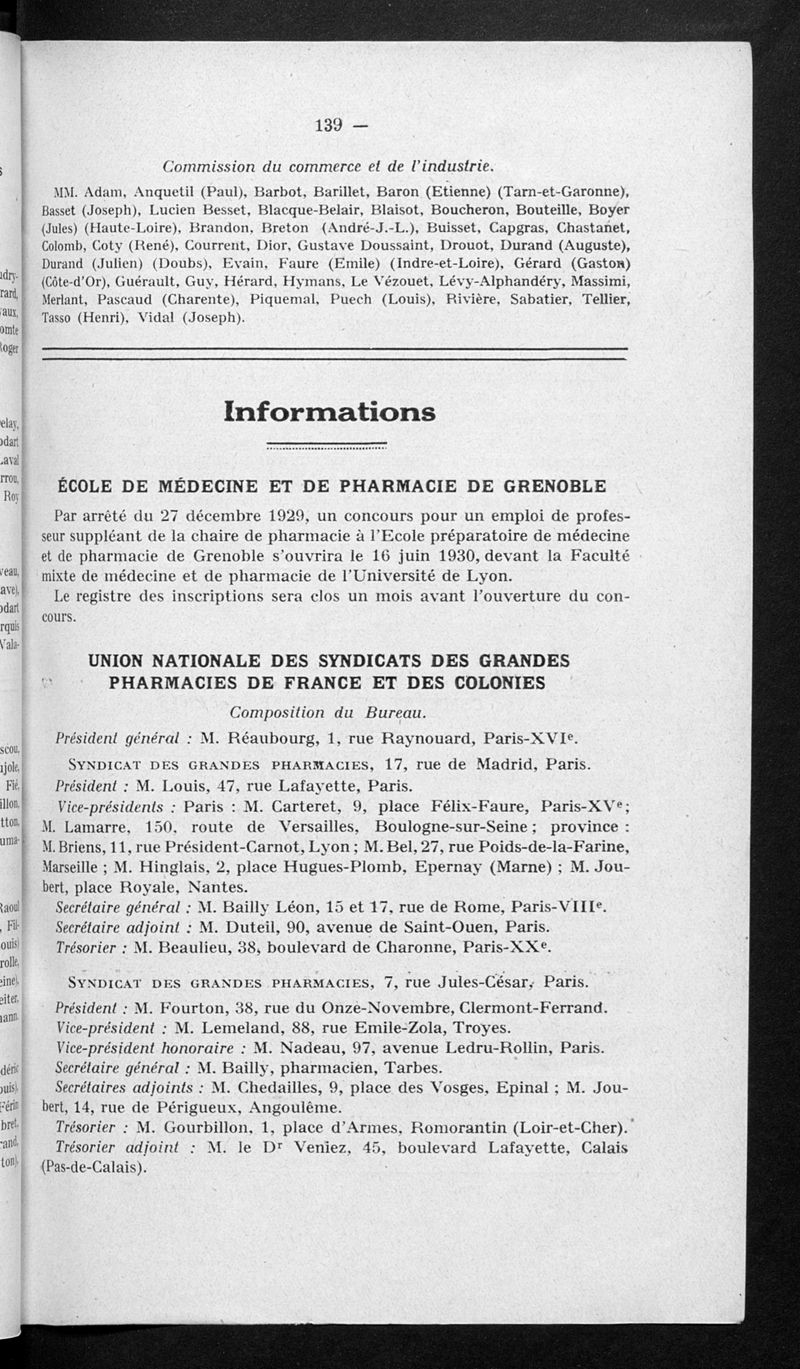 139 —
Commission du commerce et de l'industrie.
MM. Adam, Anquetil (Paul), Barbot, Barillet, Baron (Etienne) (Tarn-et-Garonne),
Basset (Joseph), Lucien Besset, Blacque-Belair, Blaisot, Boucheron, Bouteille, Boyer
(Jules) (Haute-Loire), Brandon, Breton (André-J.-L.), Buisset, Capgras, Chastanet,
Colomb, Coty (René), Courrent, Dior, Gustave Doussaint, Drouot, Durand (Auguste),
Durand (Julien) (Doubs), Evain, Faure (Emile) (Indre-et-Loire), Gérard (Gaston)
(Côte-d'Or), Guérault, Guy, Hérard, Hymans, Le Vézouet, Lévy-Alphandéry, Massimi,
Merlant, Pascaud (Charente), Piquemal, Puech (Louis), Rivière, Sabatier, Tellier,
Tasso (Henri), Vidal (Joseph).
Informations
ÉCOLE DE MÉDECINE ET DE PHARMACIE DE GRENOBLE
Par arrêté du 27 décembre 1929, un concours pour un emploi de profes-
seur suppléant de la chaire de pharmacie à l'Ecole préparatoire de médecine
et de pharmacie de Grenoble s'ouvrira le 16 juin 1930, devant la Faculté
mixte de médecine et de pharmacie de l'Université de Lyon.
Le registre des inscriptions sera clos un mois avant l'ouverture du con-
cours.
UNION NATIONALE DES SYNDICATS DES GRANDES
PHARMACIES DE FRANCE ET DES COLONIES
Composition du Bureau.
Président général : M. Réaubourg, 1, rue Raynouard, Paris-XVIe.
SYNDICAT DES GRANDES PHARMACIES, 17, rue de Madrid, Paris.
Président : M. Louis, 47, rue Lafayette, Paris.
Vice-présidents : Paris : M. Carteret, 9, place Félix-Faure, Paris-XVe;
M. Lamarre, 150, route de Versailles, Boulogne-sur-Seine ; province :
M. Briens, 11, rue Président-Carnot, Lyon ; M. Bel, 27, rue Poids-de-la-Farine,
Marseille ; M. Hinglais, 2, place Hugues-Plomb, Epernay (Marne) ; M. Jou-
bert, place Royale, Nantes.
Secrétaire général : M. Bailly Léon, 15 et 17, rue de Rome, Paris-VIIIe.
Secrétaire adjoint : M. Duteil, 90, avenue de Saint-Ouen, Paris.
Trésorier : M. Beaulieu, 38, boulevard de Charonne, Paris-XXe.
SYNDICAT DES GRANDES PHARMACIES, 7, rue Jules-César, Paris.
Président : M. Fourton, 38, rue du Onze-Novembre, Clermont-Ferrand.
Vice-président : M. Lemeland, 88, rue Emile-Zola, Troyes.
Vice-président honoraire : M. Nadeau, 97, avenue Ledru-Rollin, Paris.
Secrétaire général : M. Bailly, pharmacien, Tarbes.
Secrétaires adjoints : M. Chedailles, 9, place des Vosges, Epinal ; M. Jou-
bert, 14, rue de Périgueux, Angoulême.
Trésorier : M. Gourbillon, 1, place d'Armes, Romorantin (Loir-et-Cher).
Trésorier adjoint : M. le Dr Veniez, 45, boulevard Lafayette, Calais
(Pas-de-Calais).